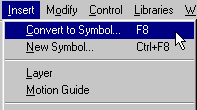 Insert Modify Control Libraries W
Convert to Symbol... F8
New Symbol... Ctrl+F8
Layer
Motion Guide